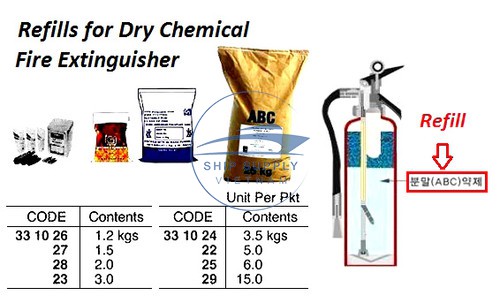 Refills for Dry Chemical
Fire Extinguisher
ABC
25 kg
SHIP SUPPLY
VIETNAM
Refill
분말(ABC)약제
Unit Per Pkt
CODE Contents CODE Contents
33 10 26 1.2 kgs 33 10 24 3.5 kgs
27 1.5 22 5.0
28 2.0 25 6.0
23 3.0 29 15.0